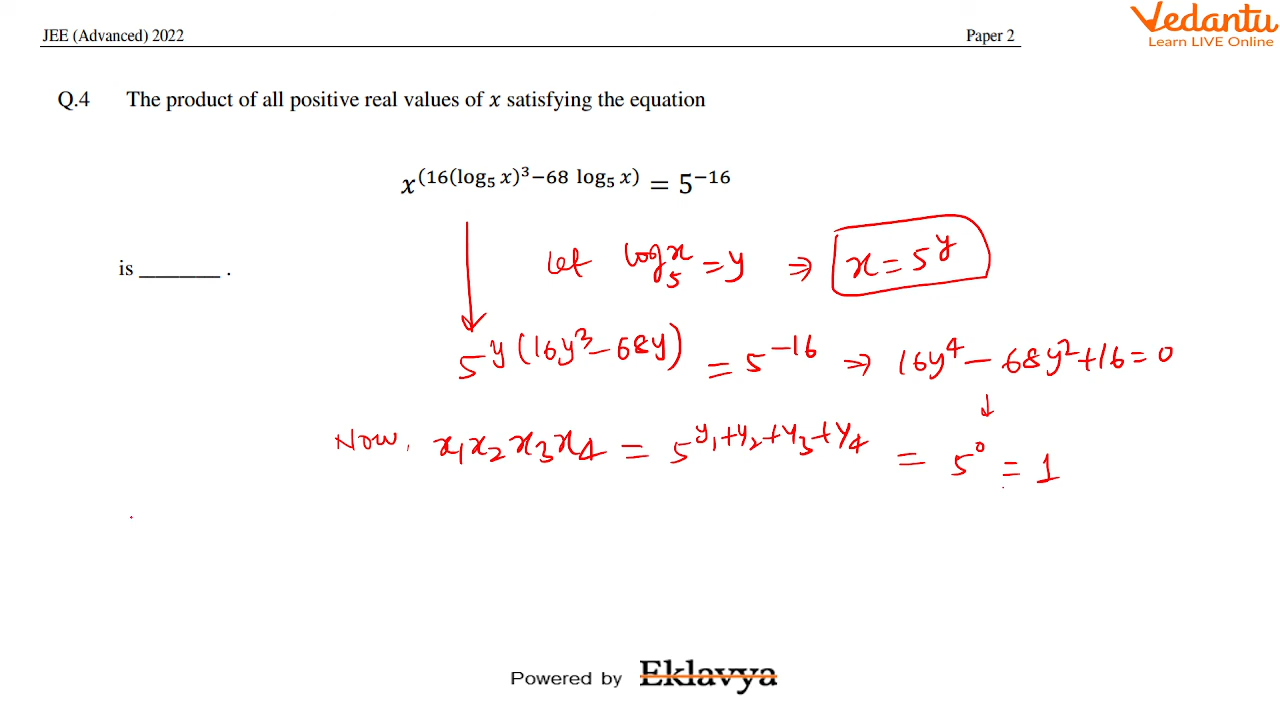 Vedantu
Learn LIVE Online
JEE (Advanced) 2022 Paper 2
Q.4 The product of all positive real values of x satisfying the equation
x^(16(log₅ x)³−68 log₅ x) = 5^−16
is ________ .
let log₅ x = y ⇒ x = 5^y
5^y(16y³ − 68y) = 5^−16 ⇒ 16y⁴ − 68y² + 16 = 0
Now, x₁x₂x₃x₄ = 5^y₁+y₂+y₃+y₄ = 5⁰ = 1
Powered by Eklavya